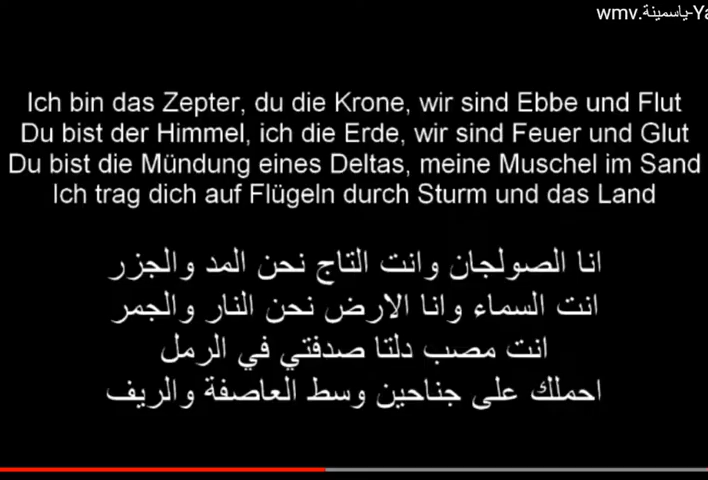 ياسمينة-Ya.wmv
Ich bin das Zepter, du die Krone, wir sind Ebbe und Flut
Du bist der Himmel, ich die Erde, wir sind Feuer und Glut
Du bist die Mündung eines Deltas, meine Muschel im Sand
Ich trag dich auf Flügeln durch Sturm und das Land
انا الصولجان وانت التاج نحن المد والجزر
انت السماء وانا الارض نحن النار والجمر
انت مصب دلتا صدفتي في الرمل
احملك على جناحين وسط العاصفة والريف